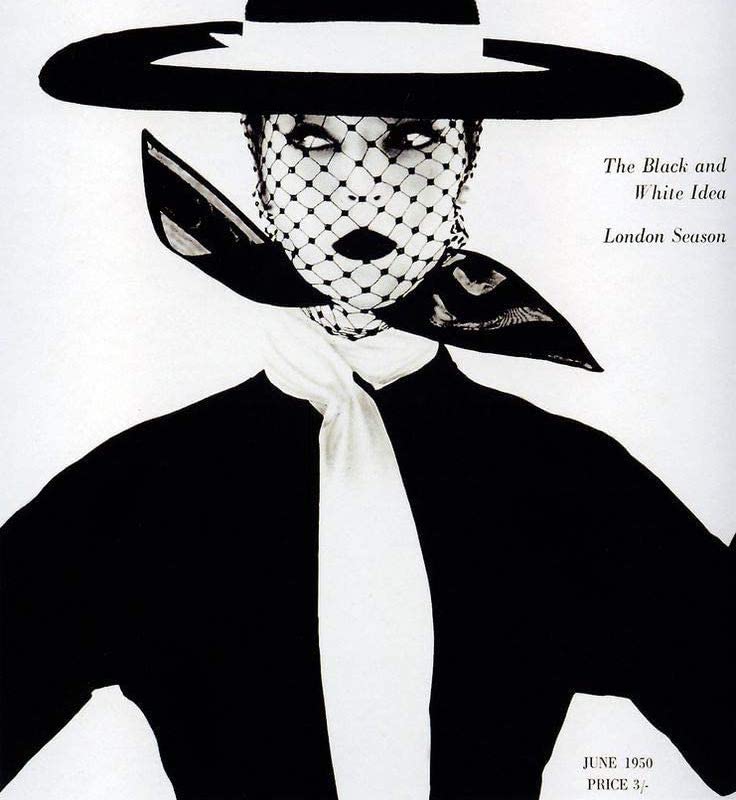 The Black and
White Idea
London Season
JUNE 1950
PRICE 3/-